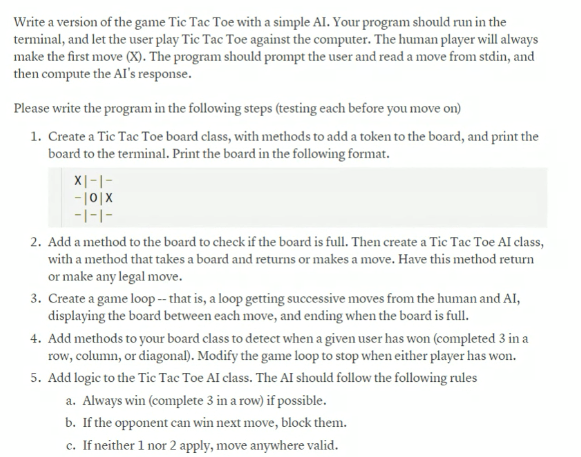 Write a version of the game Tic Tac Toe with a simple AI. Your program should run in the
terminal, and let the user play Tic Tac Toe against the computer. The human player will always
make the first move (X). The program should prompt the user and read a move from stdin, and
then compute the AI's response.
Please write the program in the following steps (testing each before you move on)
1. Create a Tic Tac Toe board class, with methods to add a token to the board, and print the
board to the terminal. Print the board in the following format.
X|-|-
-|O|X
-|-|-
2. Add a method to the board to check if the board is full. Then create a Tic Tac Toe AI class,
with a method that takes a board and returns or makes a move. Have this method return
or make any legal move.
3. Create a game loop -- that is, a loop getting successive moves from the human and AI,
displaying the board between each move, and ending when the board is full.
4. Add methods to your board class to detect when a given user has won (completed 3 in a
row, column, or diagonal). Modify the game loop to stop when either player has won.
5. Add logic to the Tic Tac Toe AI class. The AI should follow the following rules
a. Always win (complete 3 in a row) if possible.
b. If the opponent can win next move, block them.
c. If neither 1 nor 2 apply, move anywhere valid.